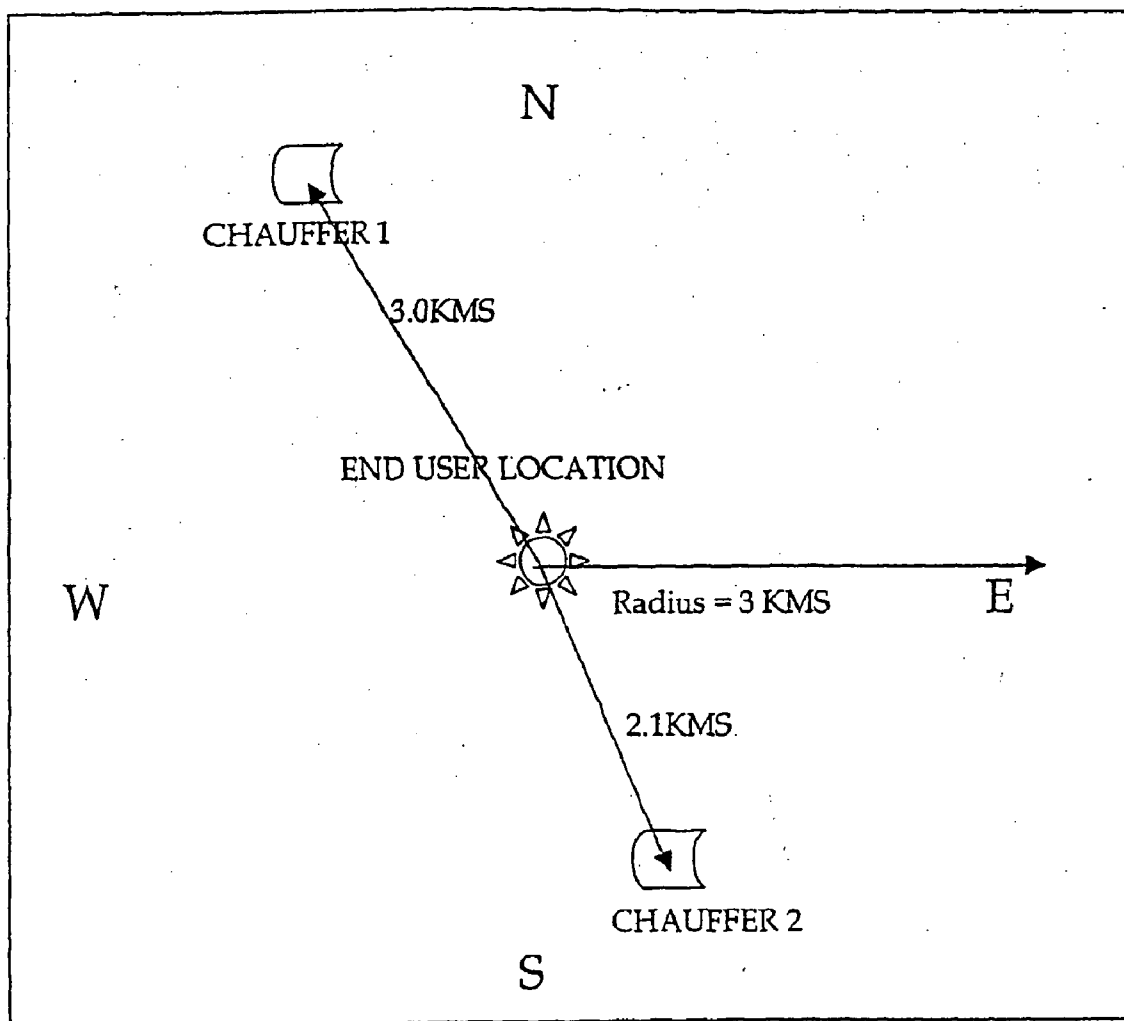 N
CHAUFFER 1
3.0KMS
END USER LOCATION
W
Radius = 3 KMS
E
2.1KMS
CHAUFFER 2
S